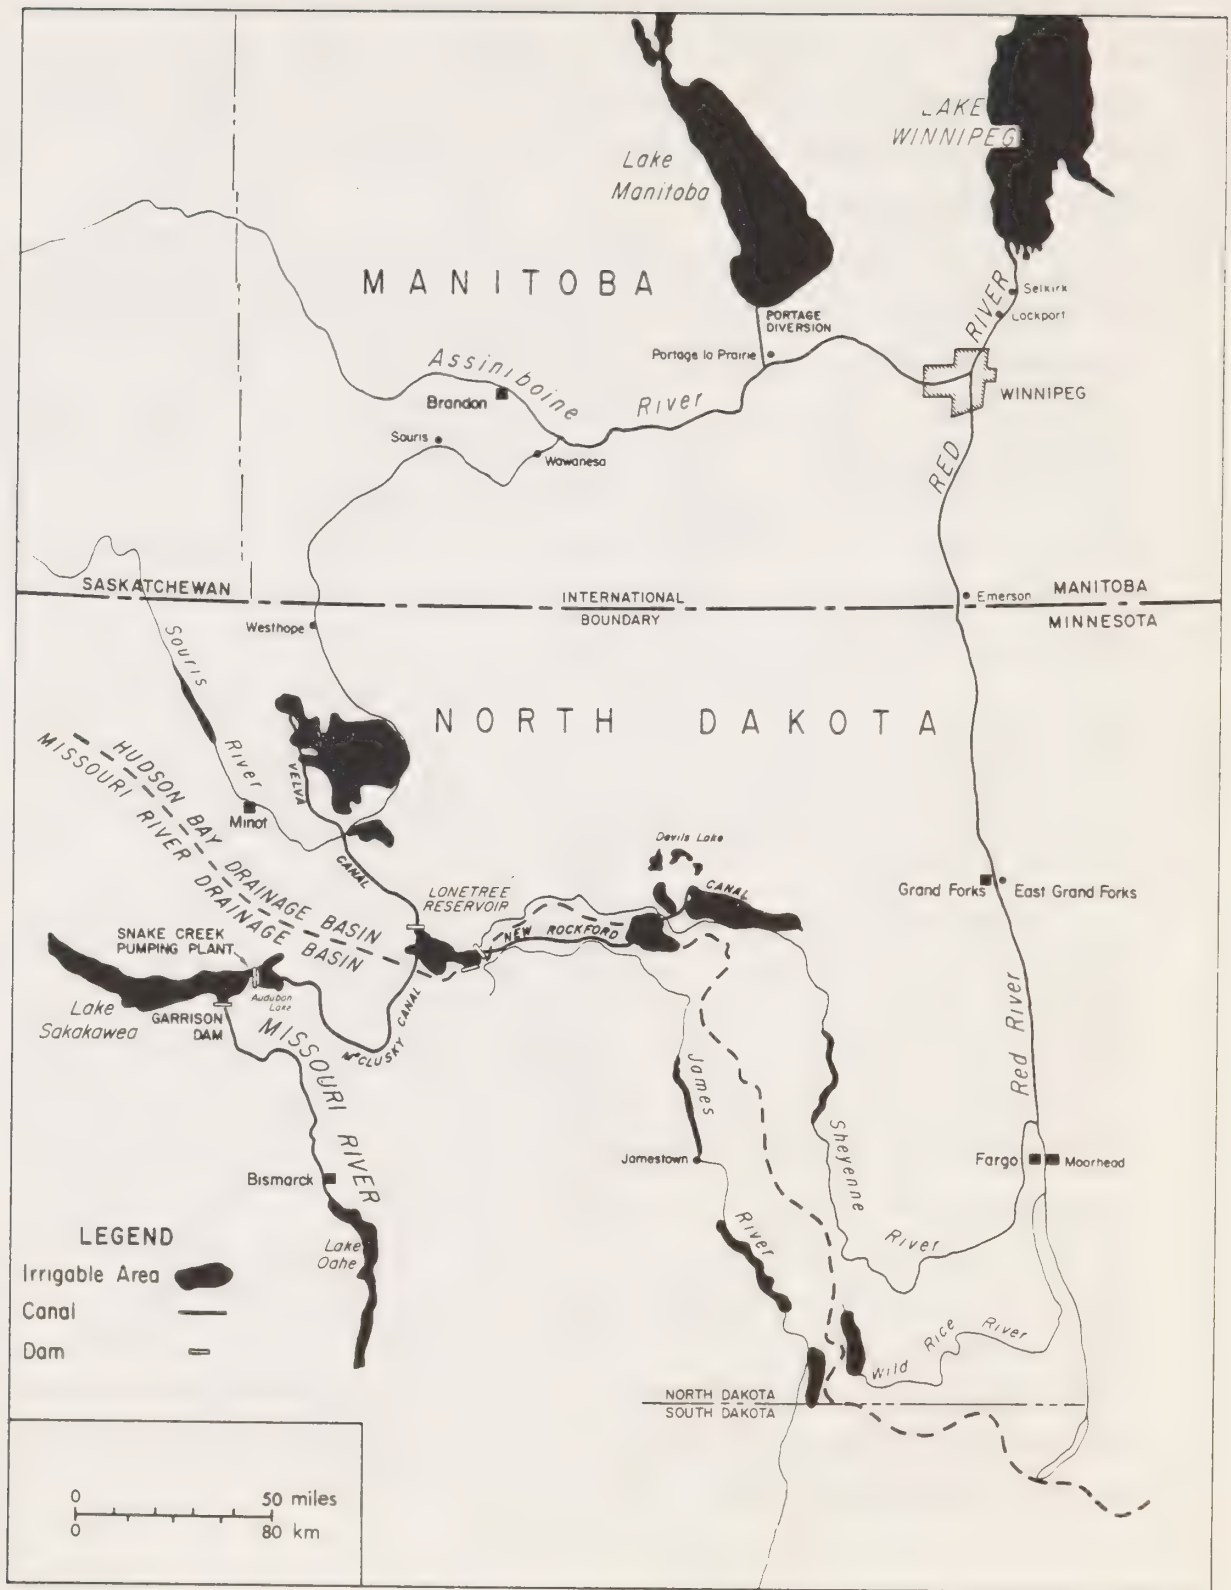 LAKE
WINNIPEG
Lake
Manitoba
MANITOBA
RIVER
Selkirk
Lockport
PORTAGE
DIVERSION
Portage la Prairie
Assiniboine
River
Brandon
WINNIPEG
Souris
Wawanesa
RED
SASKATCHEWAN
INTERNATIONAL
BOUNDARY
Emerson
MANITOBA
MINNESOTA
Westhope
Souris
River
NORTH DAKOTA
HUDSON BAY DRAINAGE BASIN
MISSOURI RIVER DRAINAGE BASIN
VELVA
CANAL
Minot
Devils Lake
LONETREE
RESERVOIR
NEW ROCKFORD
CANAL
Grand Forks
East Grand Forks
SNAKE CREEK
PUMPING PLANT
Audubon
Lake
Lake
Sakakawea
GARRISON
DAM
McCLUSKY CANAL
MISSOURI RIVER
James
River
Jamestown
Sheyenne
River
Red River
Fargo
Moorhead
Bismarck
Lake
Oahe
LEGEND
Irrigable Area
Canal
Dam
Wild Rice River
NORTH DAKOTA
SOUTH DAKOTA
0 50 miles
0 80 km